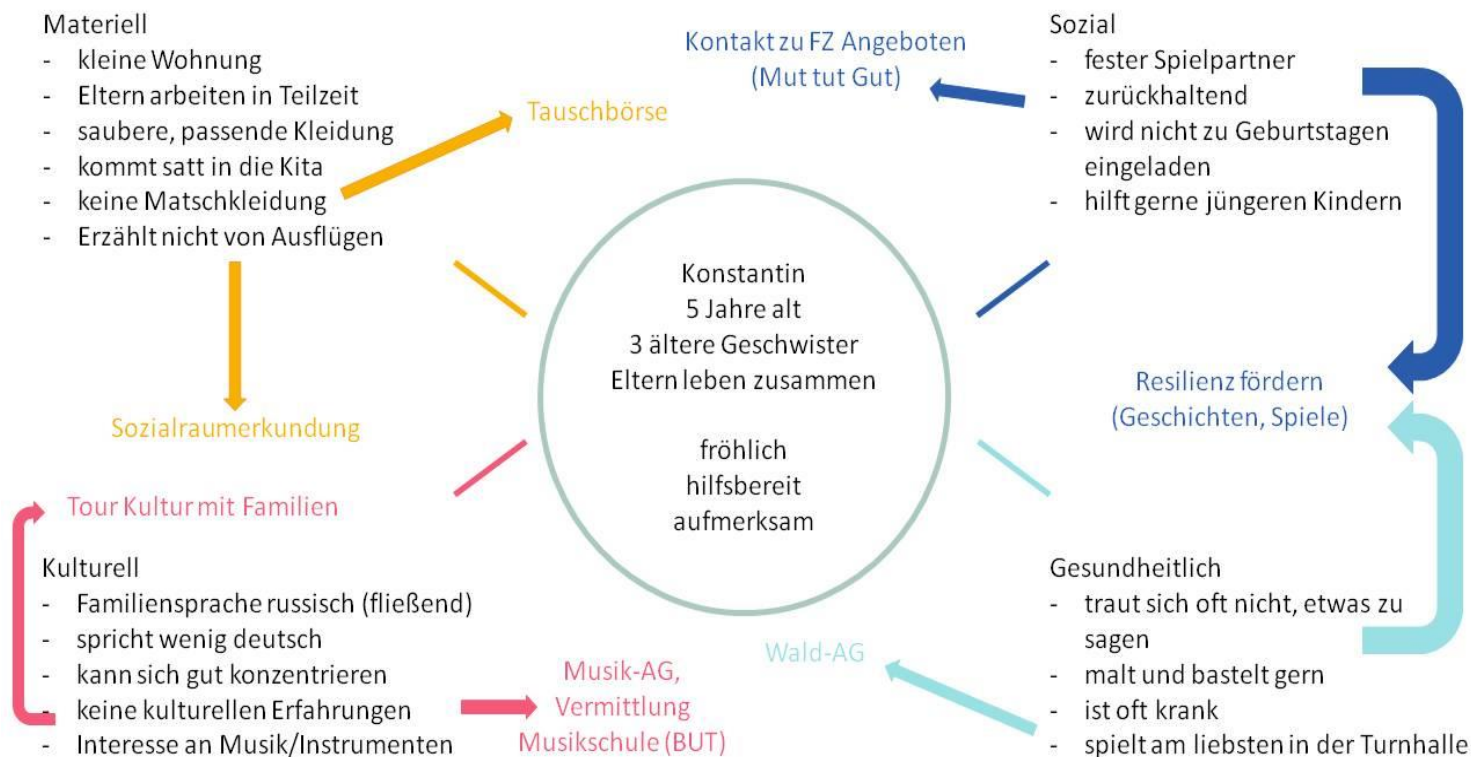 Materiell
- kleine Wohnung
- Eltern arbeiten in Teilzeit
- saubere, passende Kleidung
- kommt satt in die Kita
- keine Matschkleidung
- Erzählt nicht von Ausflügen
Tauschbörse
Sozialraumerkundung
Kontakt zu FZ Angeboten
(Mut tut Gut)
Sozial
- fester Spielpartner
- zurückhaltend
- wird nicht zu Geburtstagen
eingeladen
- hilft gerne jüngeren Kindern
Konstantin
5 Jahre alt
3 ältere Geschwister
Eltern leben zusammen
fröhlich
hilfsbereit
aufmerksam
Resilienz fördern
(Geschichten, Spiele)
Tour Kultur mit Familien
Kulturell
- Familiensprache russisch (fließend)
- spricht wenig deutsch
- kann sich gut konzentrieren
- keine kulturellen Erfahrungen
- Interesse an Musik/Instrumenten
Musik-AG,
Vermittlung
Musikschule (BUT)
Wald-AG
Gesundheitlich
- traut sich oft nicht, etwas zu
sagen
- malt und bastelt gern
- ist oft krank
- spielt am liebsten in der Turnhalle